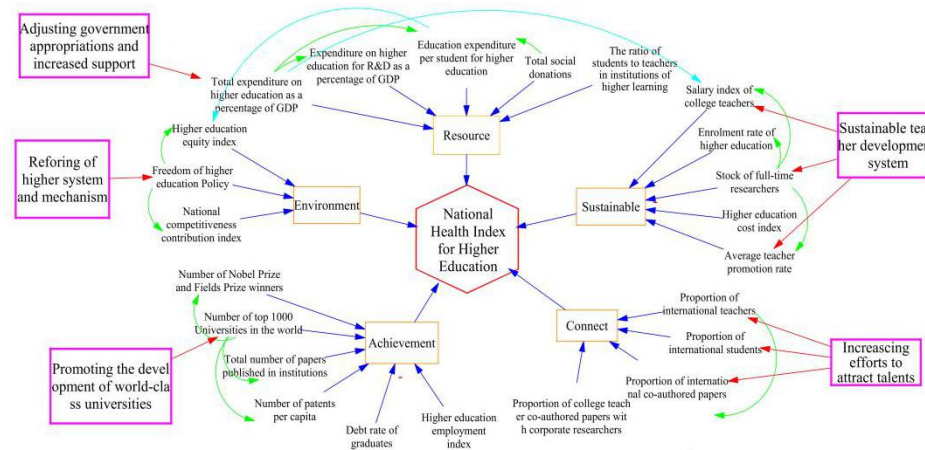 Adjusting government
appropriations and
increased support
Total expenditure on
higher education as a
percentage of GDP
Expenditure on higher
education for R&D as a
percentage of GDP
Education expenditure
per student for higher
education
Total social
donations
The ratio of
students to teachers
in institutions of
higher learning
Salary index of
college teachers
Resource
Higher education
equity index
Enrolment rate of
higher education
Sustainable teac
her development
system
Reforing of
higher system
and mechanism
Freedom of higher
education Policy
Stock of full-time
researchers
National
competitiveness
contribution index
Environment
National
Health Index
for Higher
Education
Sustainable
Higher education
cost index
Average teacher
promotion rate
Number of Nobel Prize
and Fields Prize winners
Number of top 1000
Universities in the world
Achievement
Total number of papers
published in institutions
Number of patents
per capita
-
Debt rate of
graduates
Higher education
employment
index
Promoting the devel
opment of world-cla
ss universities
Connect
Proportion of
international teachers
Proportion of
international students
Proportion of internatio
nal co-authored papers
Proportion of college teach
er co-authored papers wit
h corporate researchers
Increasing
efforts to
attract talents